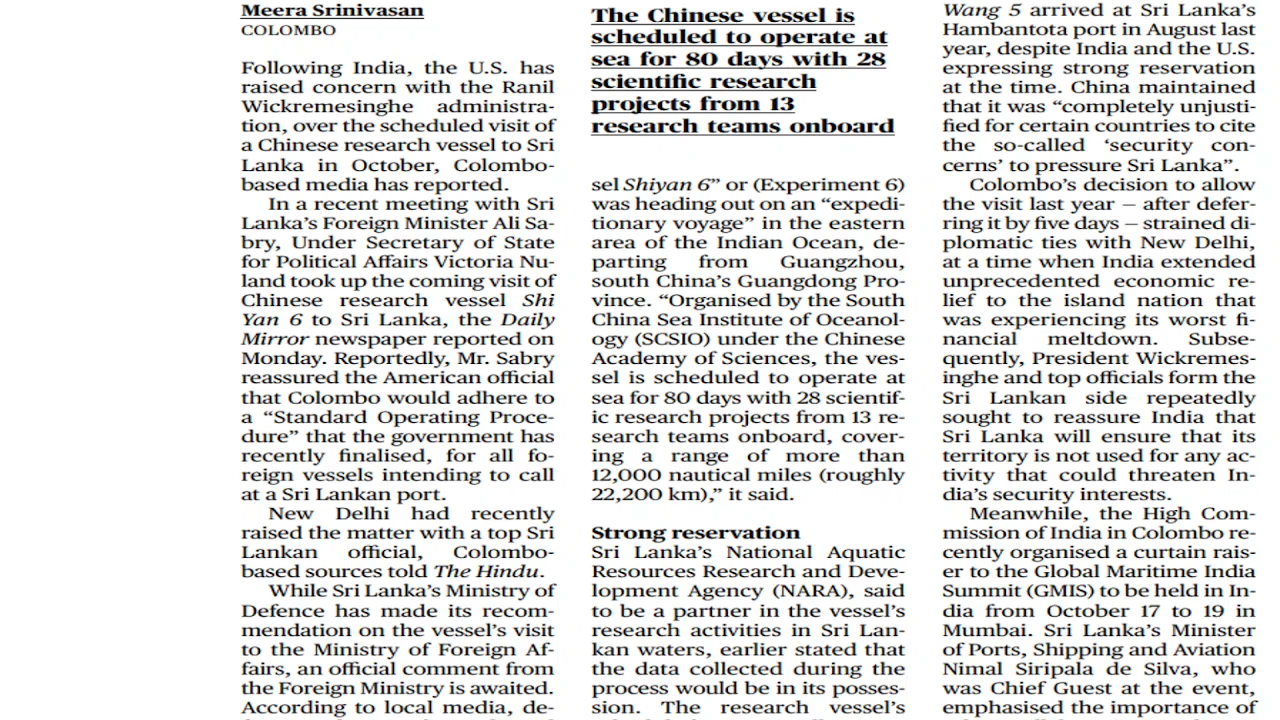 Meera Srinivasan
COLOMBO
Following India, the U.S. has
raised concern with the Ranil
Wickremesinghe administra-
tion, over the scheduled visit of
a Chinese research vessel to Sri
Lanka in October, Colombo-
based media has reported.
In a recent meeting with Sri
Lanka’s Foreign Minister Ali Sa-
bry, Under Secretary of State
for Political Affairs Victoria Nu-
land took up the coming visit of
Chinese research vessel Shi
Yan 6 to Sri Lanka, the Daily
Mirror newspaper reported on
Monday. Reportedly, Mr. Sabry
reassured the American official
that Colombo would adhere to
a “Standard Operating Proce-
dure” that the government has
recently finalised, for all fo-
reign vessels intending to call
at a Sri Lankan port.
New Delhi had recently
raised the matter with a top Sri
Lankan official, Colombo-
based sources told The Hindu.
While Sri Lanka’s Ministry of
Defence has made its recom-
mendation on the vessel’s visit
to the Ministry of Foreign Af-
fairs, an official comment from
the Foreign Ministry is awaited.
According to local media, de-
The Chinese vessel is
scheduled to operate at
sea for 80 days with 28
scientific research
projects from 13
research teams onboard
sel Shiyan 6” or (Experiment 6)
was heading out on an “expedi-
tionary voyage” in the eastern
area of the Indian Ocean, de-
parting from Guangzhou,
south China’s Guangdong Pro-
vince. “Organised by the South
China Sea Institute of Oceanol-
ogy (SCSIO) under the Chinese
Academy of Sciences, the ves-
sel is scheduled to operate at
sea for 80 days with 28 scientif-
ic research projects from 13 re-
search teams onboard, cover-
ing a range of more than
12,000 nautical miles (roughly
22,200 km),” it said.
Strong reservation
Sri Lanka’s National Aquatic
Resources Research and Deve-
lopment Agency (NARA), said
to be a partner in the vessel’s
research activities in Sri Lan-
kan waters, earlier stated that
the data collected during the
process would be in its posses-
sion. The research vessel’s
Wang 5 arrived at Sri Lanka’s
Hambantota port in August last
year, despite India and the U.S.
expressing strong reservation
at the time. China maintained
that it was “completely unjusti-
fied for certain countries to cite
the so-called ‘security con-
cerns’ to pressure Sri Lanka”.
Colombo’s decision to allow
the visit last year — after defer-
ring it by five days — strained di-
plomatic ties with New Delhi,
at a time when India extended
unprecedented economic re-
lief to the island nation that
was experiencing its worst fi-
nancial meltdown. Subse-
quently, President Wickremes-
inghe and top officials form the
Sri Lankan side repeatedly
sought to reassure India that
Sri Lanka will ensure that its
territory is not used for any ac-
tivity that could threaten In-
dia’s security interests.
Meanwhile, the High Com-
mission of India in Colombo re-
cently organised a curtain rais-
er to the Global Maritime India
Summit (GMIS) to be held in In-
dia from October 17 to 19 in
Mumbai. Sri Lanka’s Minister
of Ports, Shipping and Aviation
Nimal Siripala de Silva, who
was Chief Guest at the event,
emphasised the importance of